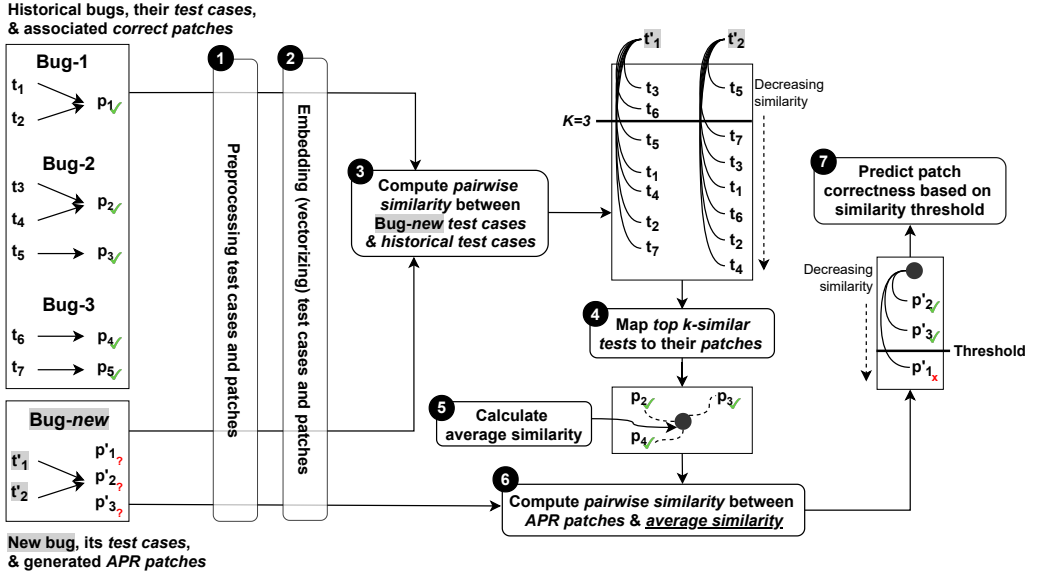 Historical bugs, their test cases,
& associated correct patches
Bug-1
t1
t2
p1
Bug-2
t3
t4
p2
t5
p3
Bug-3
t6
p4
t7
p5
Bug-new
t'1
t'2
p'1?
p'2?
p'3?
New bug, its test cases,
& generated APR patches
1
Preprocessing test cases and patches
2
Embedding (vectorizing) test cases and patches
3
Compute pairwise
similarity between
Bug-new test cases
& historical test cases
t'1
t'2
t3
t6
K=3
t5
t1
t4
t2
t7
t5
t7
t3
t1
t6
t2
t4
Decreasing
similarity
4
Map top k-similar
tests to their patches
5
Calculate
average similarity
p2
p3
p4
6
Compute pairwise similarity between
APR patches & average similarity
7
Predict patch
correctness based on
similarity threshold
Decreasing
similarity
p'2
p'3
Threshold
p'1x